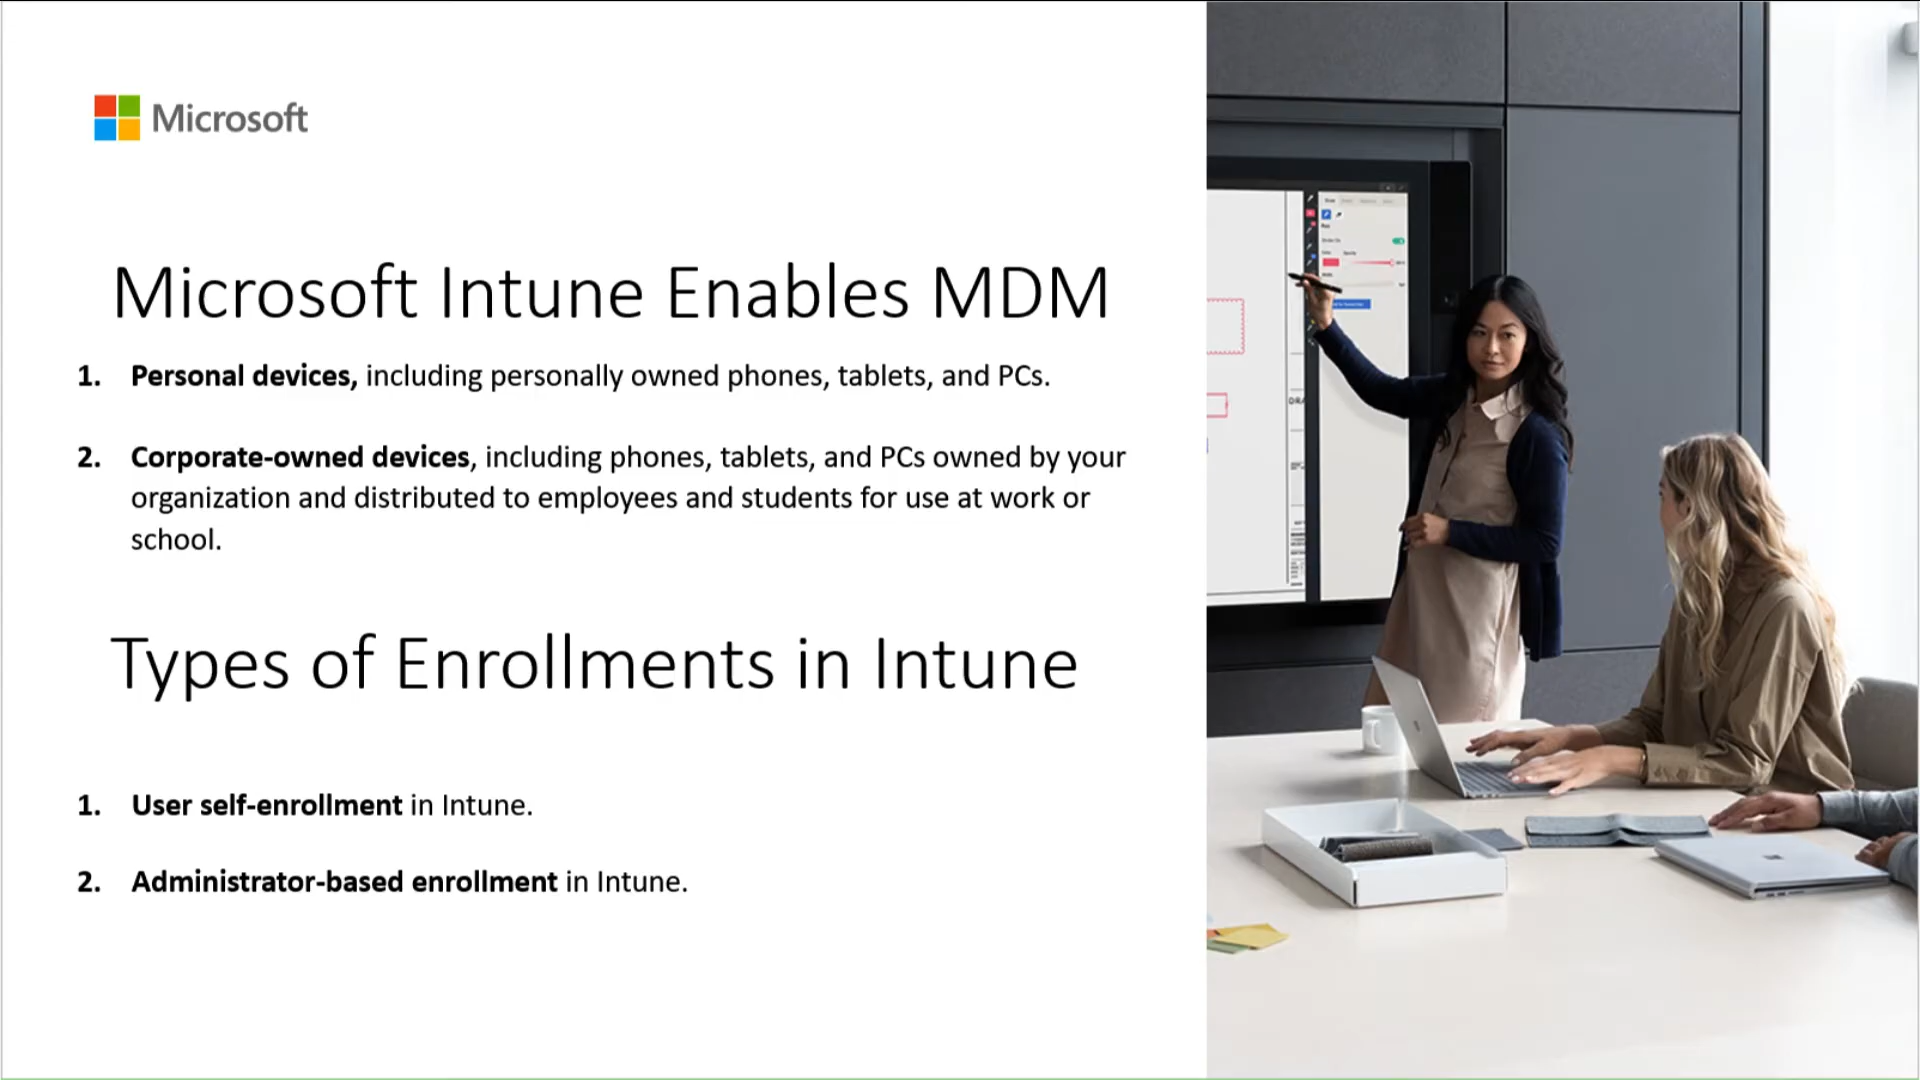 Microsoft
Microsoft Intune Enables MDM
1. Personal devices, including personally owned phones, tablets, and PCs.
2. Corporate-owned devices, including phones, tablets, and PCs owned by your
organization and distributed to employees and students for use at work or
school.
Types of Enrollments in Intune
1. User self-enrollment in Intune.
2. Administrator-based enrollment in Intune.